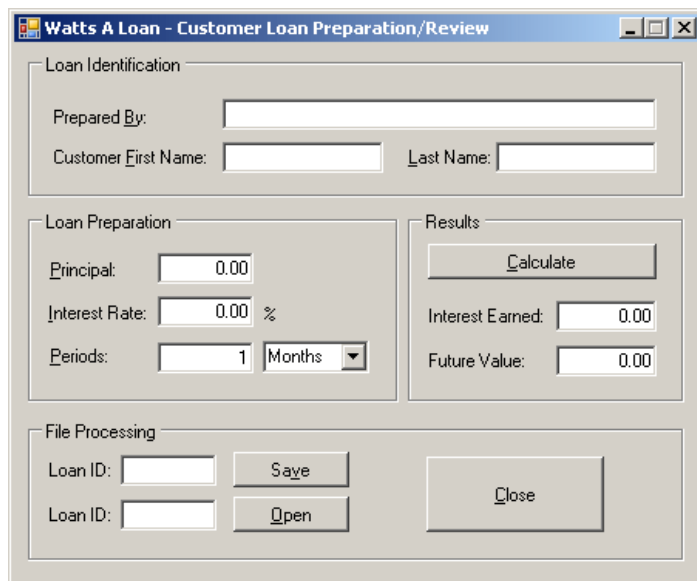 Watts A Loan - Customer Loan Preparation/Review
Loan Identification
Prepared By:
Customer First Name: Last Name:
Loan Preparation
Principal: 0.00
Interest Rate: 0.00 %
Periods: 1 Months
Results
Calculate
Interest Earned: 0.00
Future Value: 0.00
File Processing
Loan ID: Save
Loan ID: Open
Close